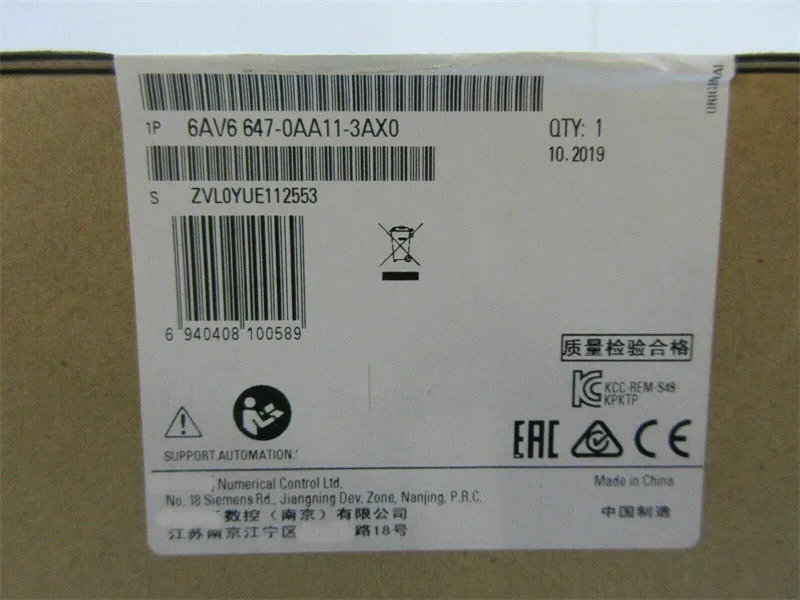 ORIGINAL
1P 6AV6 647-0AA11-3AX0 QTY: 1
10.2019
S ZVL0YUE112553
6 940408 100589
质量检验合格
KCC-REM-S49-
KPKTP
EAC CE
SUPPORT.AUTOMATION.
Numerical Control Ltd. Made in China
No. 18 Siemens Rd., Jiangning Dev. Zone, Nanjing, P.R.C.
数控（南京）有限公司 中国制造
江苏南京江宁区 路18号